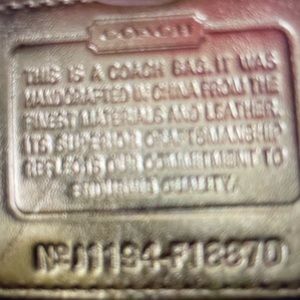 COACH
THIS IS A COACH BAG. IT WAS
HANDCRAFTED IN CHINA FROM THE
FINEST MATERIALS AND LEATHER.
ITS SUPERIOR CRAFTSMANSHIP
REFLECTS OUR COMMITMENT TO
ENDURING QUALITY.